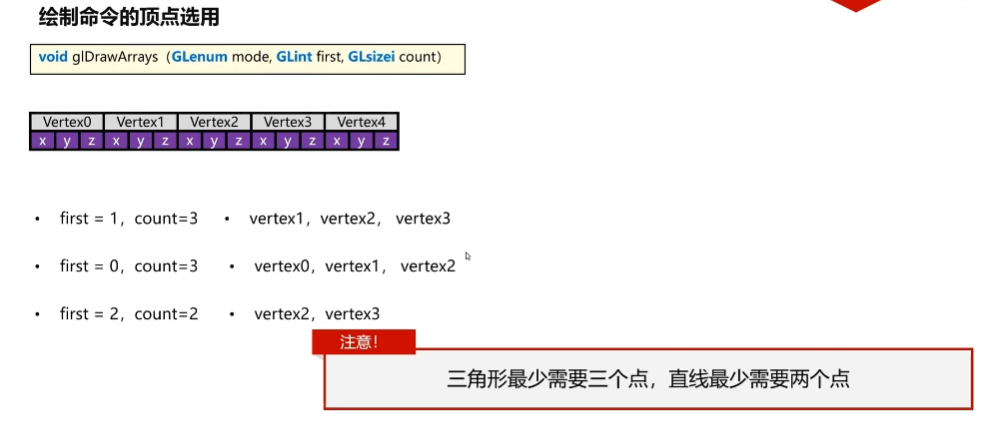 绘制命令的顶点选用
void glDrawArrays（GLenum mode, GLint first, GLsizei count）
Vertex0 Vertex1 Vertex2 Vertex3 Vertex4
x y z x y z x y z x y z x y z
• first = 1，count=3 • vertex1，vertex2， vertex3
• first = 0，count=3 • vertex0，vertex1， vertex2
• first = 2，count=2 • vertex2，vertex3
注意！
三角形最少需要三个点，直线最少需要两个点